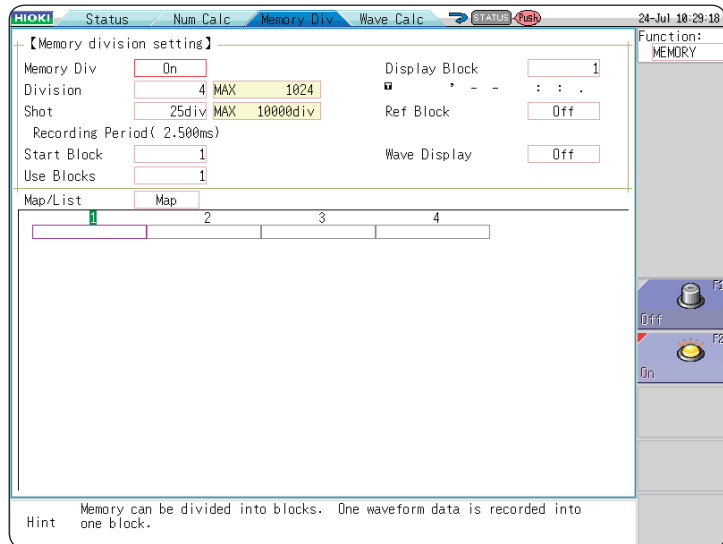 HIOKI Status Num Calc Memory Div Wave Calc STATUS Push 24-Jul 10:29:18
Function:
MEMORY
【Memory division setting】
Memory Div On Display Block 1
Division 4 MAX 1024 T ' - - : : .
Shot 25div MAX 10000div Ref Block Off
Recording Period( 2.500ms)
Start Block 1 Wave Display Off
Use Blocks 1
Map/List Map
1 2 3 4
F1
Off
F2
On
Hint Memory can be divided into blocks. One waveform data is recorded into
one block.